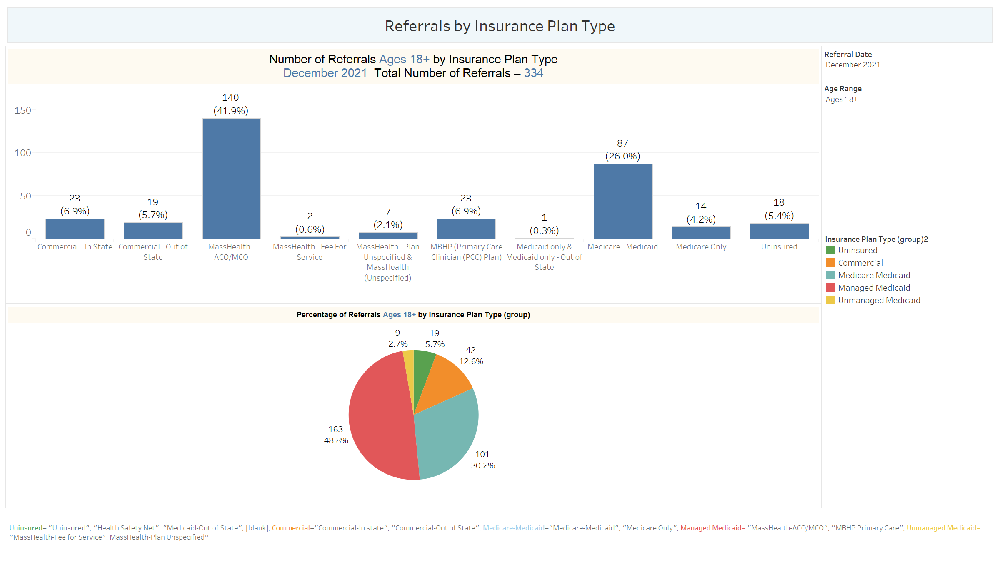 Referrals by Insurance Plan Type
Number of Referrals Ages 18+ by Insurance Plan Type
December 2021 Total Number of Referrals – 334
Referral Date
December 2021
Age Range
Ages 18+
150
100
50
0
23
(6.9%)
19
(5.7%)
140
(41.9%)
2
(0.6%)
7
(2.1%)
23
(6.9%)
1
(0.3%)
87
(26.0%)
14
(4.2%)
18
(5.4%)
Commercial - In State
Commercial - Out of
State
MassHealth -
ACO/MCO
MassHealth - Fee For
Service
MassHealth - Plan
Unspecified &
MassHealth
(Unspecified)
MBHP (Primary Care
Clinician (PCC) Plan)
Medicaid only &
Medicaid only - Out of
State
Medicare - Medicaid
Medicare Only
Uninsured
Insurance Plan Type (group)2
Uninsured
Commercial
Medicare Medicaid
Managed Medicaid
Unmanaged Medicaid
Percentage of Referrals Ages 18+ by Insurance Plan Type (group)
9
2.7%
19
5.7%
42
12.6%
163
48.8%
101
30.2%
Uninsured= "Uninsured", "Health Safety Net", "Medicaid-Out of State", [blank]; Commercial="Commercial-In state", "Commercial-Out of State"; Medicare-Medicaid="Medicare-Medicaid", "Medicare Only"; Managed Medicaid= "MassHealth-ACO/MCO", "MBHP Primary Care"; Unmanaged Medicaid=
"MassHealth-Fee for Service", MassHealth-Plan Unspecified"